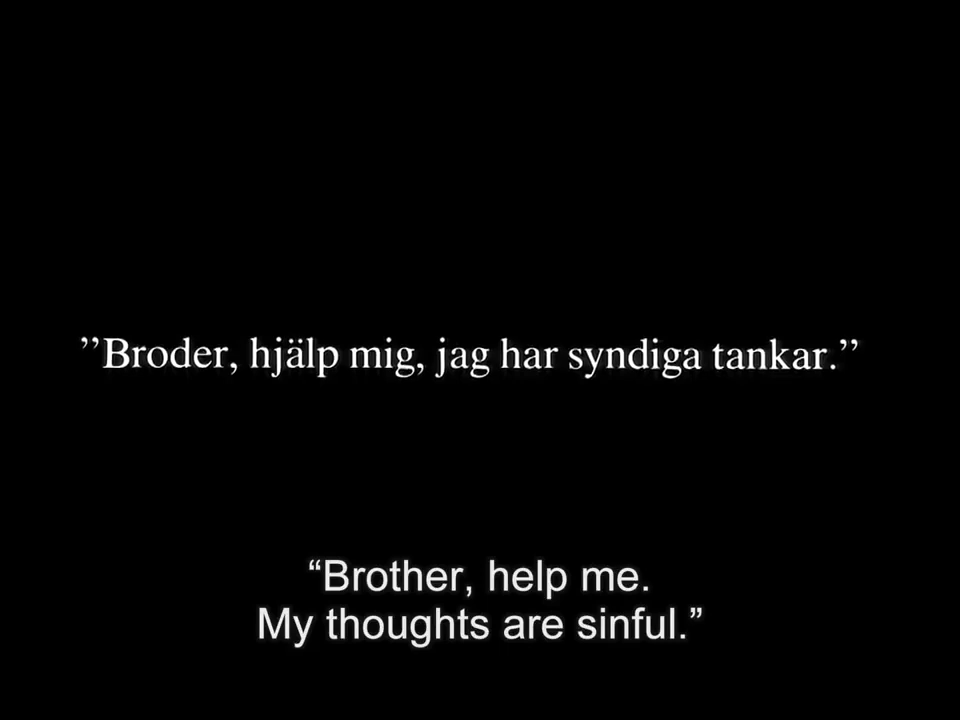 ”Broder, hjälp mig, jag har syndiga tankar.”
“Brother, help me.
My thoughts are sinful.”